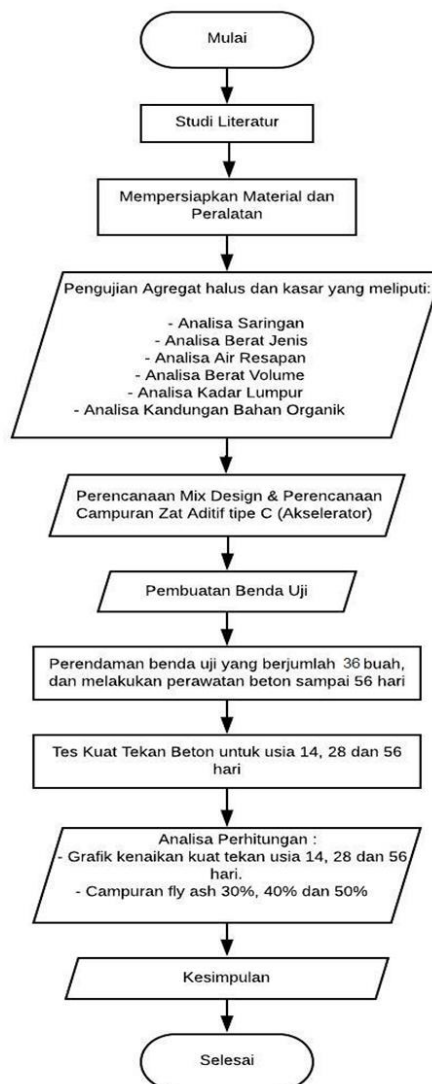 Mulai
Studi Literatur
Mempersiapkan Material dan
Peralatan
Pengujian Agregat halus dan kasar yang meliputi:
- Analisa Saringan
- Analisa Berat Jenis
- Analisa Air Resapan
- Analisa Berat Volume
- Analisa Kadar Lumpur
- Analisa Kandungan Bahan Organik
Perencanaan Mix Design & Perencanaan
Campuran Zat Aditif tipe C (Akselerator)
Pembuatan Benda Uji
Perendaman benda uji yang berjumlah 36 buah,
dan melakukan perawatan beton sampai 56 hari
Tes Kuat Tekan Beton untuk usia 14, 28 dan 56
hari
Analisa Perhitungan :
- Grafik kenaikan kuat tekan usia 14, 28 dan 56
hari.
- Campuran fly ash 30%, 40% dan 50%
Kesimpulan
Selesai